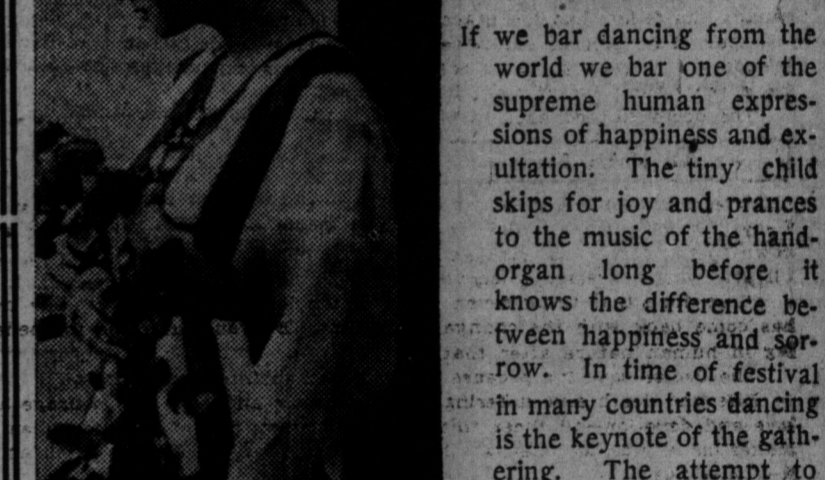 If we bar dancing from the
world we bar one of the
supreme human expres-
sions of happiness and ex-
ultation. The tiny child
skips for joy and prances
to the music of the hand-
organ long before it
knows the difference be-
tween happiness and sor-
row. In time of festival
in many countries dancing
is the keynote of the gath-
ering. The attempt to